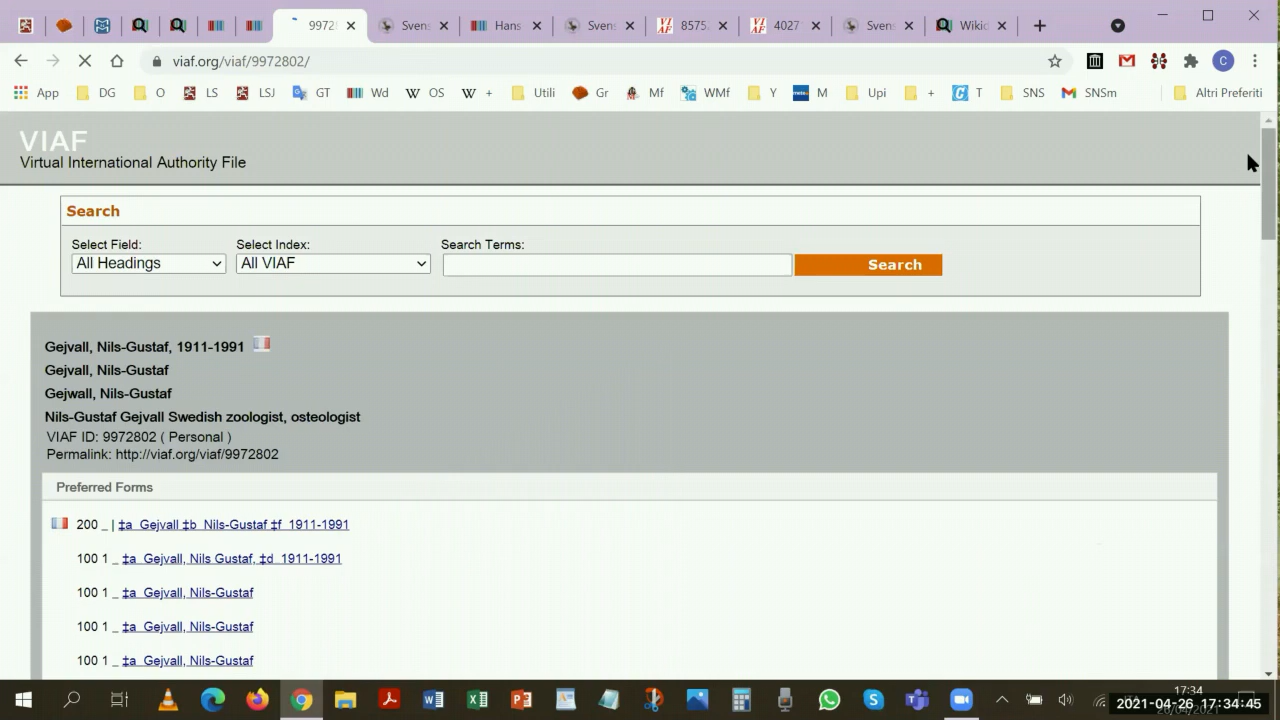 9972
Svens
Hans
Svens
8575
4027
Svens
Wikid
viaf.org/viaf/9972802/
C
App DG O LS LSJ GT Wd OS + Utili Gr Mf WMf Y M Upi + T SNS SNSm Altri Preferiti
VIAF
Virtual International Authority File
Search
Select Field: Select Index: Search Terms:
All Headings All VIAF Search
Gejvall, Nils-Gustaf, 1911-1991
Gejvall, Nils-Gustaf
Gejwall, Nils-Gustaf
Nils-Gustaf Gejvall Swedish zoologist, osteologist
VIAF ID: 9972802 ( Personal )
Permalink: http://viaf.org/viaf/9972802
Preferred Forms
200 _ | ‡a Gejvall ‡b Nils-Gustaf ‡f 1911-1991
100 1 _ ‡a Gejvall, Nils Gustaf, ‡d 1911-1991
100 1 _ ‡a Gejvall, Nils-Gustaf
100 1 _ ‡a Gejvall, Nils-Gustaf
100 1 _ ‡a Gejvall, Nils-Gustaf
17:34
2021-04-26 17:34:45